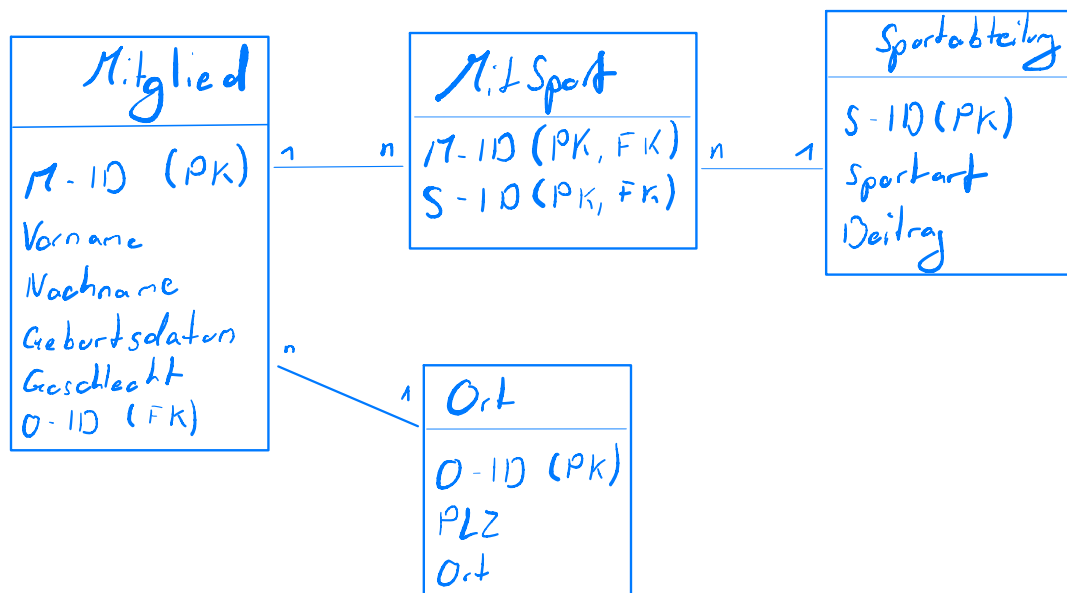 Mitglied
M-ID (PK)
Vorname
Nachname
Geburtsdatum
Geschlecht
O-ID (FK)
1 n
MitSport
M-ID (PK, FK)
S-ID (PK, FK)
n 1
Sportabteilung
S-ID (PK)
Sportart
Beitrag
n
1
Ort
O-ID (PK)
PLZ
Ort